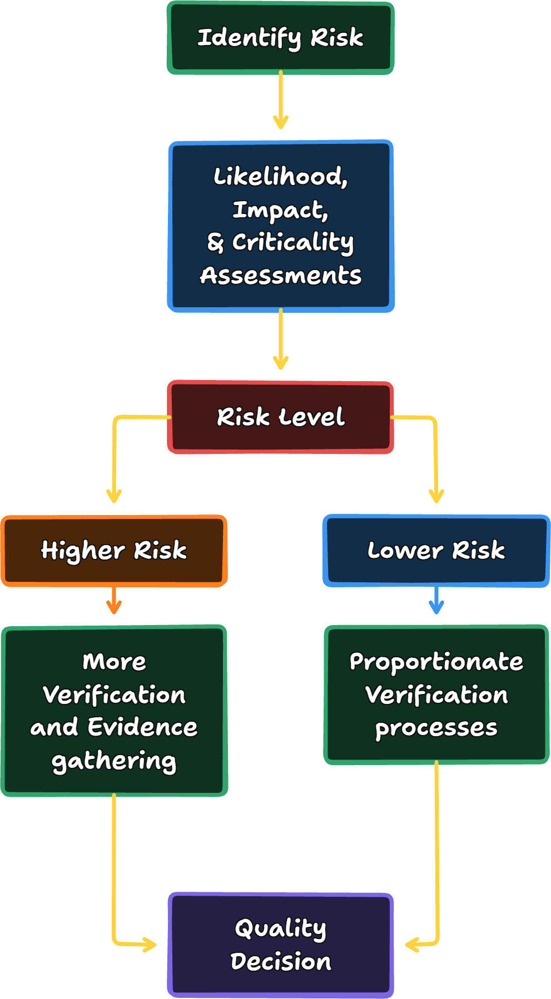 Identify Risk
Likelihood,
Impact,
& Criticality
Assessments
Risk Level
Higher Risk
Lower Risk
More
Verification
and Evidence
gathering
Proportionate
Verification
processes
Quality
Decision